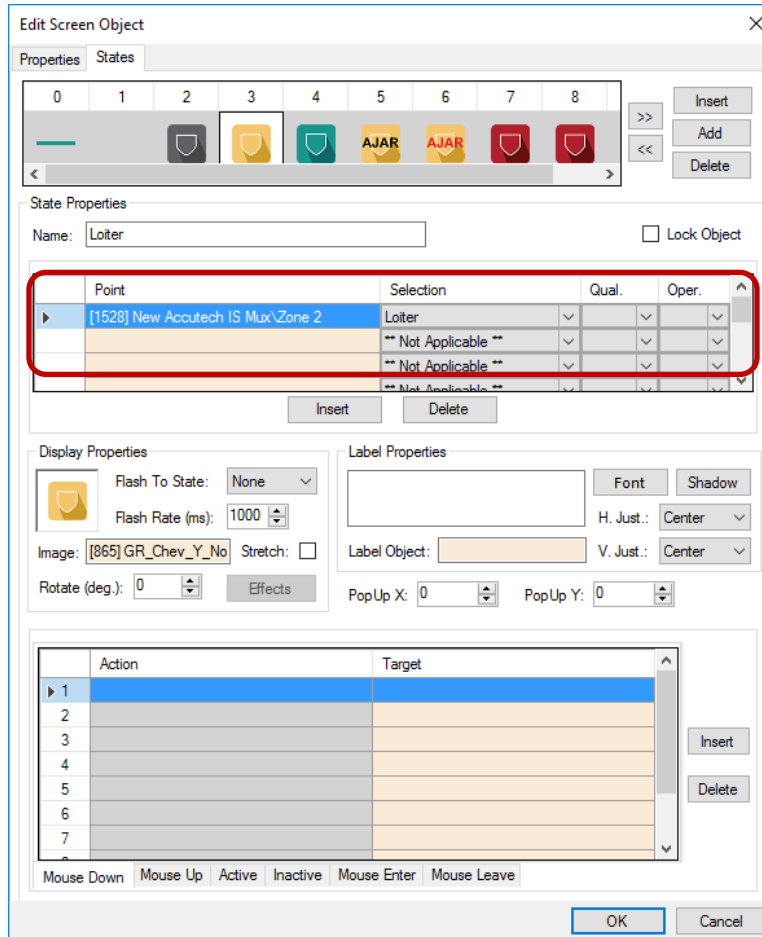 Edit Screen Object
Properties States
0 1 2 3 4 5 6 7 8
>> Insert
AJAR AJAR
<< Add
Delete
State Properties
Name: Loiter Lock Object
Point Selection Qual. Oper.
[1528] New Accutech IS Mux\Zone 2 Loiter
** Not Applicable **
** Not Applicable **
** Not Applicable **
Insert Delete
Display Properties Label Properties
Flash To State: None Font Shadow
Flash Rate (ms): 1000 H. Just.: Center
Image: [865] GR_Chev_Y_No Stretch: Label Object: V. Just.: Center
Rotate (deg.): 0 Effects PopUp X: 0 PopUp Y: 0
Action Target
1
2
3 Insert
4
5 Delete
6
7
Mouse Down Mouse Up Active Inactive Mouse Enter Mouse Leave
OK Cancel